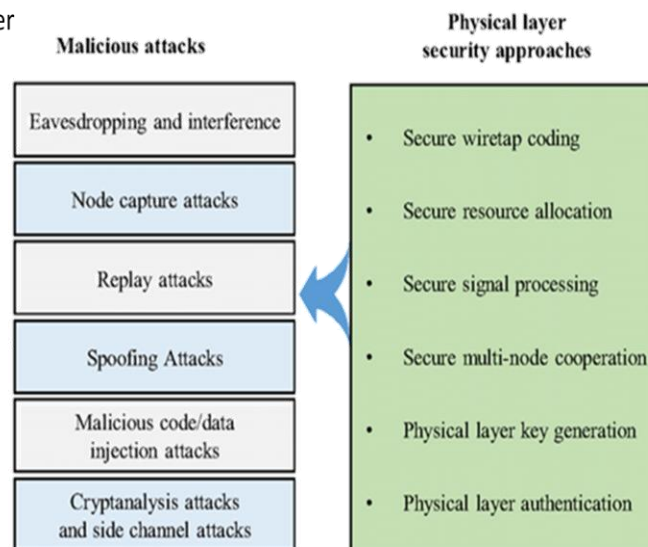 er
Malicious attacks
Eavesdropping and interference
Node capture attacks
Replay attacks
Spoofing Attacks
Malicious code/data
injection attacks
Cryptanalysis attacks
and side channel attacks
Physical layer
security approaches
• Secure wiretap coding
• Secure resource allocation
• Secure signal processing
• Secure multi-node cooperation
• Physical layer key generation
• Physical layer authentication